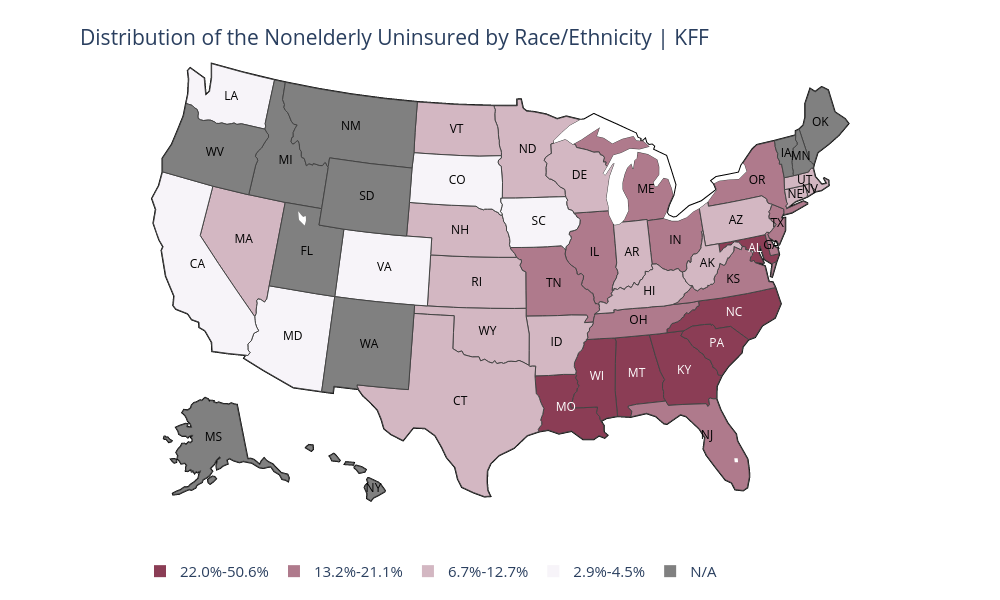 Distribution of the Nonelderly Uninsured by Race/Ethnicity | KFF
LA
NM
VT
ND
OK
WV
MI
IA
MN
SD
CO
DE
ME
OR
UT
NE
NV
MA
FL
NH
SC
AZ
TX
CA
VA
RI
IL
AR
IN
AL
GA
AK
KS
TN
HI
MD
WA
WY
ID
OH
NC
PA
CT
MO
WI
MT
KY
NJ
MS
NY
22.0%-50.6% 13.2%-21.1% 6.7%-12.7% 2.9%-4.5% N/A